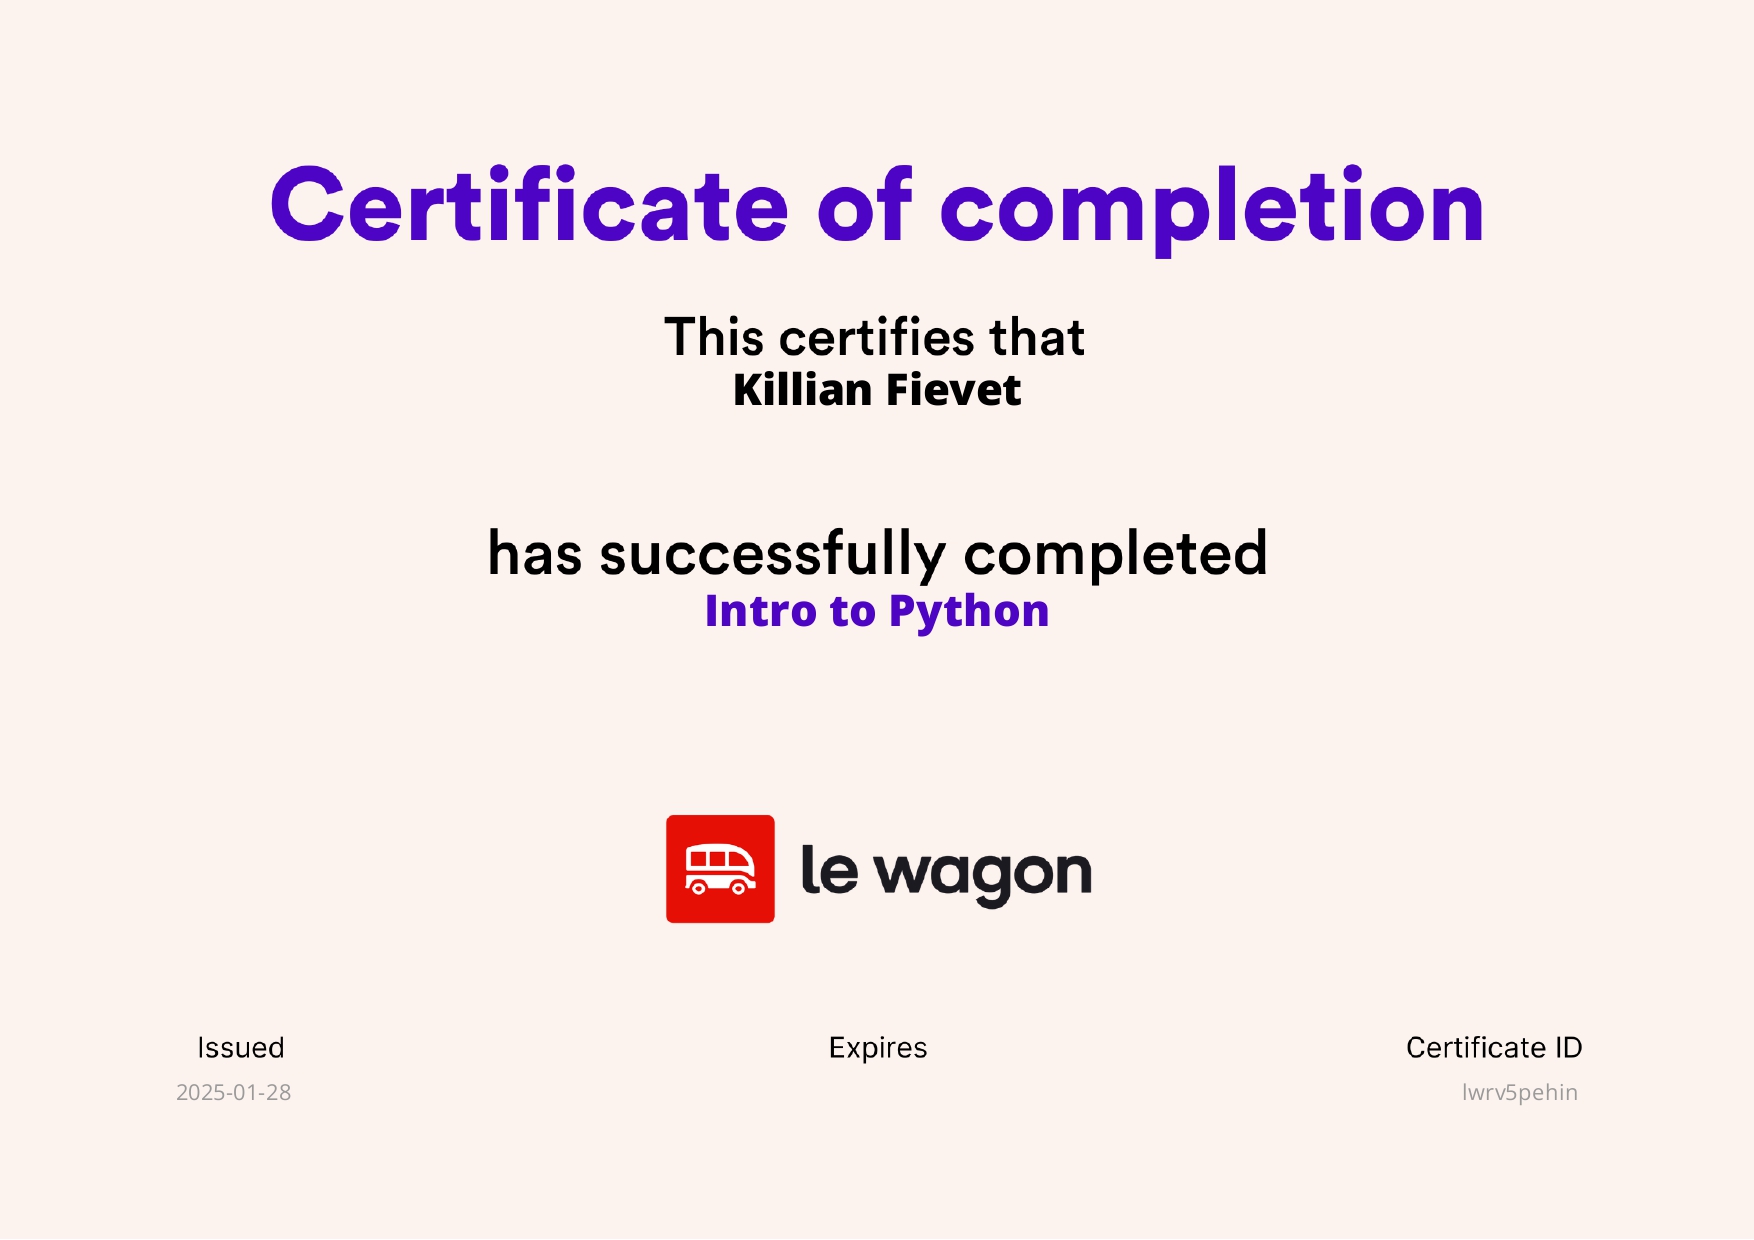 Certificate of completion
This certifies that
Killian Fievet
has successfully completed
Intro to Python
le wagon
Issued
2025-01-28
Expires
Certificate ID
lwrv5pehin